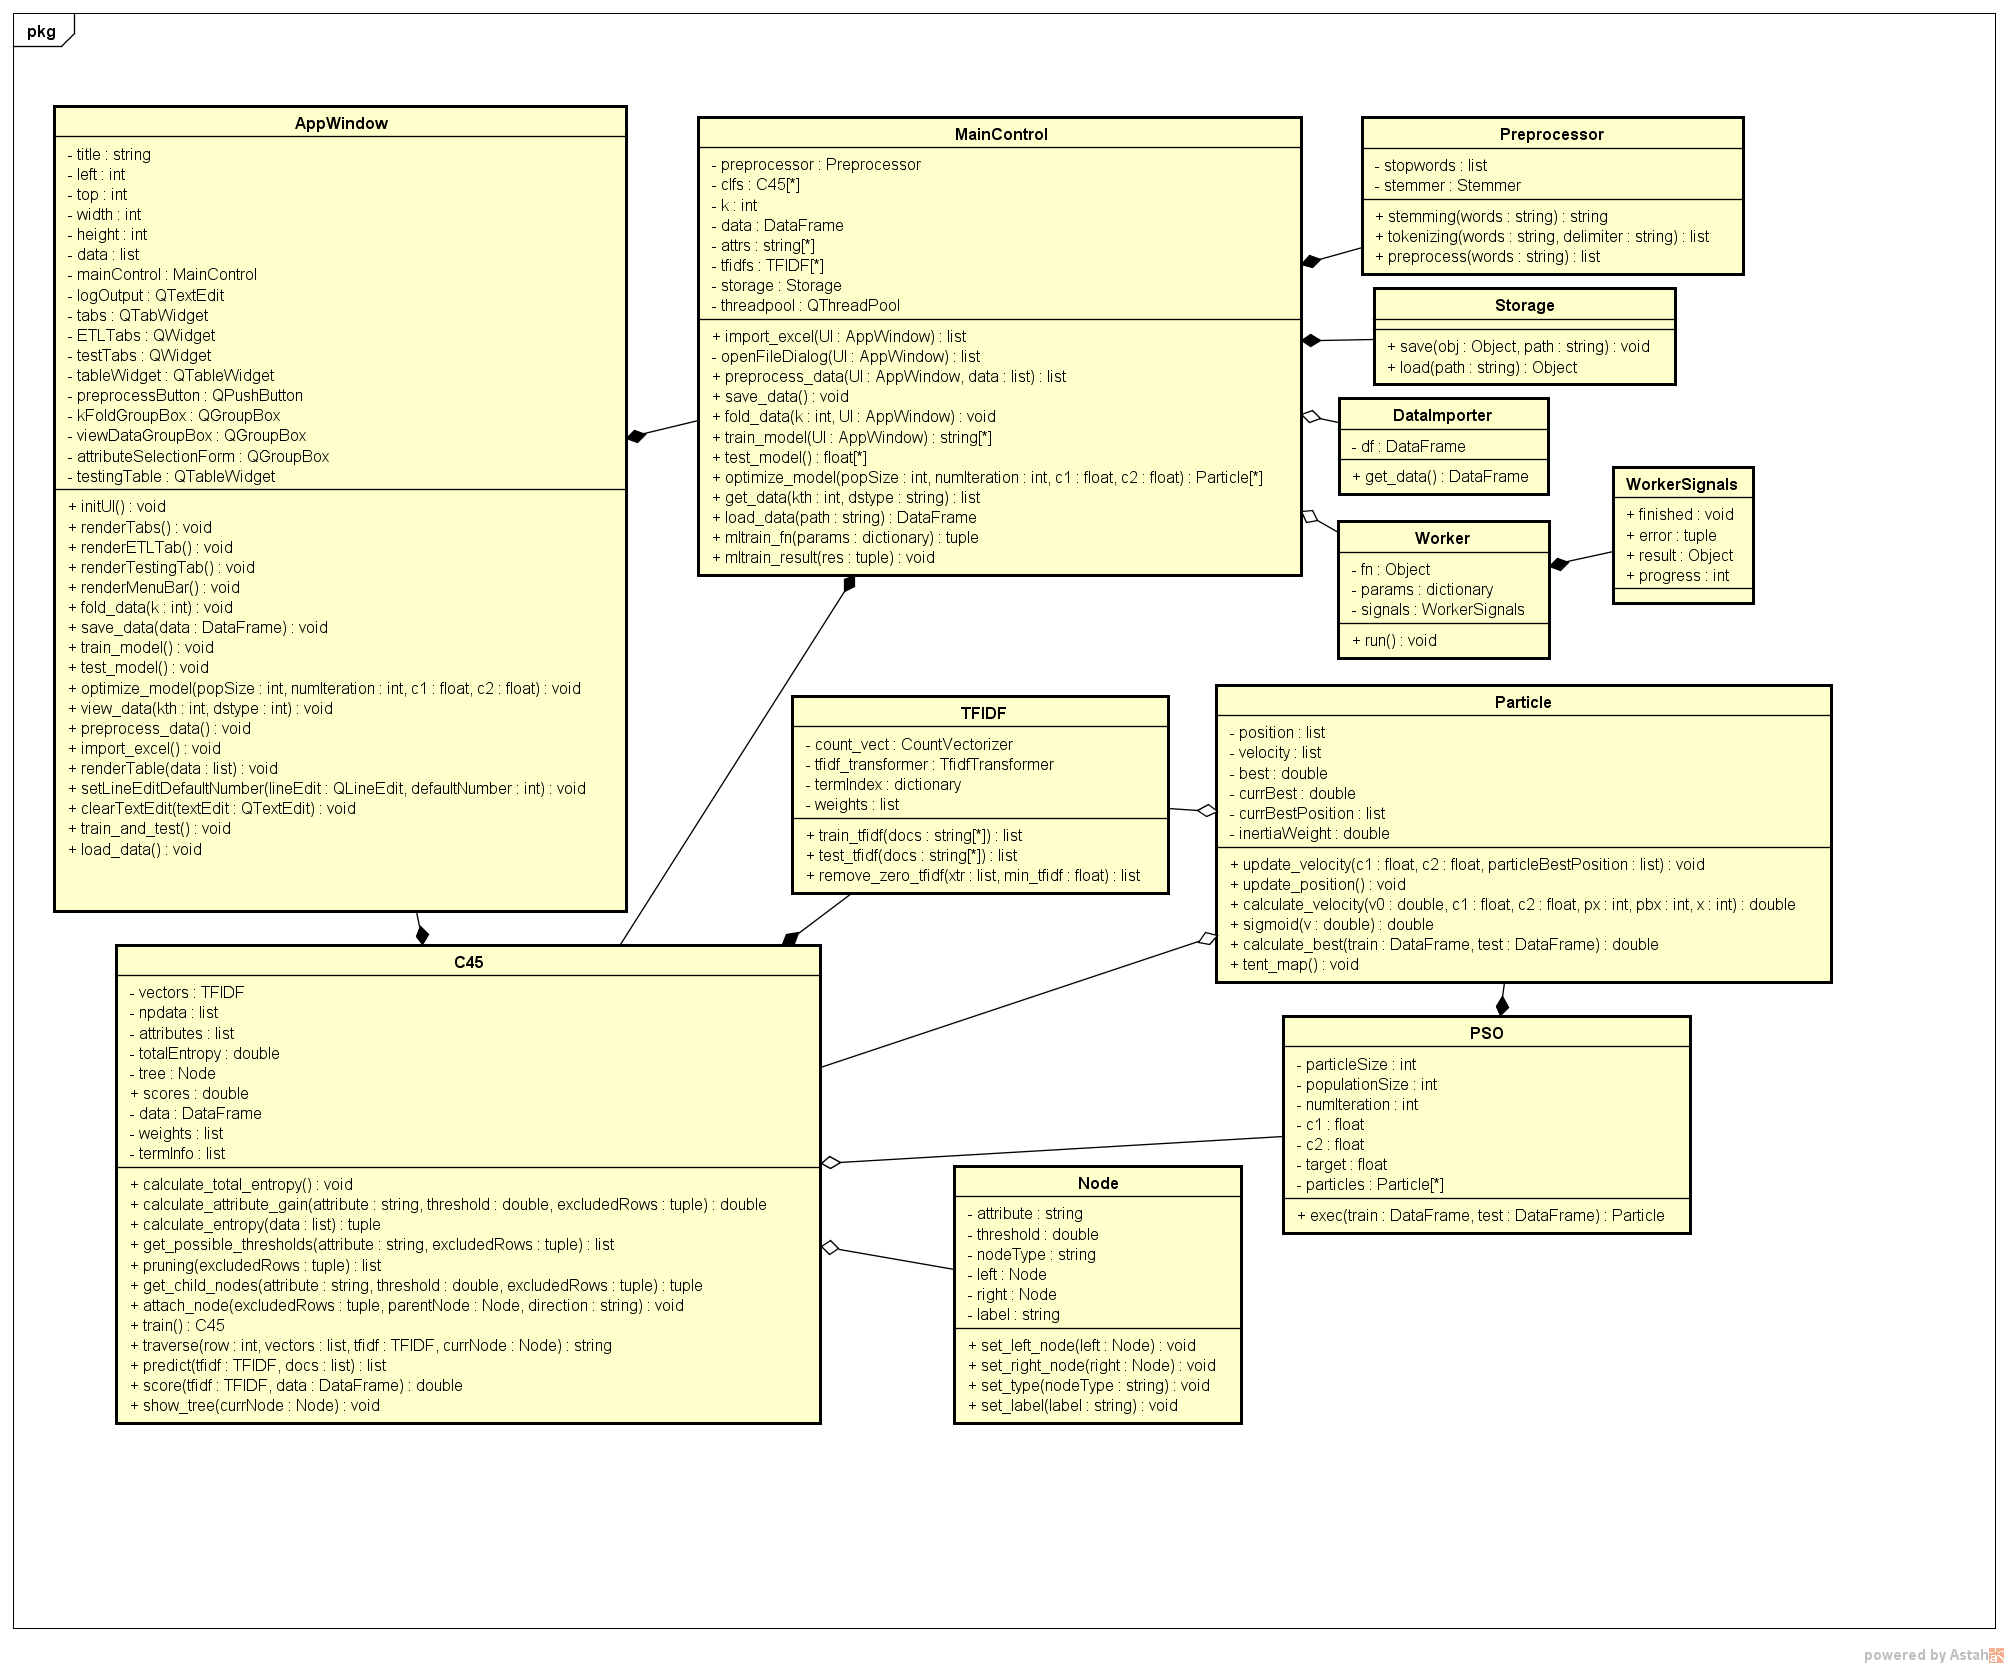 pkg
AppWindow
- title : string
- left : int
- top : int
- width : int
- height : int
- data : list
- mainControl : MainControl
- logOutput : QTextEdit
- tabs : QTabWidget
- ETLTabs : QWidget
- testTabs : QWidget
- tableWidget : QTableWidget
- preprocessButton : QPushButton
- kFoldGroupBox : QGroupBox
- viewDataGroupBox : QGroupBox
- attributeSelectionForm : QGroupBox
- testingTable : QTableWidget
+ initUI() : void
+ renderTabs() : void
+ renderETLTab() : void
+ renderTestingTab() : void
+ renderMenuBar() : void
+ fold_data(k : int) : void
+ save_data(data : DataFrame) : void
+ train_model() : void
+ test_model() : void
+ optimize_model(popSize : int, numIteration : int, c1 : float, c2 : float) : void
+ view_data(kth : int, dstype : int) : void
+ preprocess_data() : void
+ import_excel() : void
+ renderTable(data : list) : void
+ setLineEditDefaultNumber(lineEdit : QLineEdit, defaultNumber : int) : void
+ clearTextEdit(textEdit : QTextEdit) : void
+ train_and_test() : void
+ load_data() : void
MainControl
- preprocessor : Preprocessor
- clfs : C45[*]
- k : int
- data : DataFrame
- attrs : string[*]
- tfidfs : TFIDF[*]
- storage : Storage
- threadpool : QThreadPool
+ import_excel(UI : AppWindow) : list
- openFileDialog(UI : AppWindow) : list
+ preprocess_data(UI : AppWindow, data : list) : list
+ save_data() : void
+ fold_data(k : int, UI : AppWindow) : void
+ train_model(UI : AppWindow) : string[*]
+ test_model() : float[*]
+ optimize_model(popSize : int, numIteration : int, c1 : float, c2 : float) : Particle[*]
+ get_data(kth : int, dstype : string) : list
+ load_data(path : string) : DataFrame
+ mltrain_fn(params : dictionary) : tuple
+ mltrain_result(res : tuple) : void
Preprocessor
- stopwords : list
- stemmer : Stemmer
+ stemming(words : string) : string
+ tokenizing(words : string, delimiter : string) : list
+ preprocess(words : string) : list
Storage
+ save(obj : Object, path : string) : void
+ load(path : string) : Object
DataImporter
- df : DataFrame
+ get_data() : DataFrame
WorkerSignals
+ finished : void
+ error : tuple
+ result : Object
+ progress : int
Worker
- fn : Object
- params : dictionary
- signals : WorkerSignals
+ run() : void
TFIDF
- count_vect : CountVectorizer
- tfidf_transformer : TfidfTransformer
- termIndex : dictionary
- weights : list
+ train_tfidf(docs : string[*]) : list
+ test_tfidf(docs : string[*]) : list
+ remove_zero_tfidf(xtr : list, min_tfidf : float) : list
Particle
- position : list
- velocity : list
- best : double
- currBest : double
- currBestPosition : list
- inertiaWeight : double
+ update_velocity(c1 : float, c2 : float, particleBestPosition : list) : void
+ update_position() : void
+ calculate_velocity(v0 : double, c1 : float, c2 : float, px : int, pbx : int, x : int) : double
+ sigmoid(v : double) : double
+ calculate_best(train : DataFrame, test : DataFrame) : double
+ tent_map() : void
C45
- vectors : TFIDF
- npdata : list
- attributes : list
- totalEntropy : double
- tree : Node
+ scores : double
- data : DataFrame
- weights : list
- termInfo : list
+ calculate_total_entropy() : void
+ calculate_attribute_gain(attribute : string, threshold : double, excludedRows : tuple) : double
+ calculate_entropy(data : list) : tuple
+ get_possible_thresholds(attribute : string, excludedRows : tuple) : list
+ pruning(excludedRows : tuple) : list
+ get_child_nodes(attribute : string, threshold : double, excludedRows : tuple) : tuple
+ attach_node(excludedRows : tuple, parentNode : Node, direction : string) : void
+ train() : C45
+ traverse(row : int, vectors : list, tfidf : TFIDF, currNode : Node) : string
+ predict(tfidf : TFIDF, docs : list) : list
+ score(tfidf : TFIDF, data : DataFrame) : double
+ show_tree(currNode : Node) : void
PSO
- particleSize : int
- populationSize : int
- numIteration : int
- c1 : float
- c2 : float
- target : float
- particles : Particle[*]
+ exec(train : DataFrame, test : DataFrame) : Particle
Node
- attribute : string
- threshold : double
- nodeType : string
- left : Node
- right : Node
- label : string
+ set_left_node(left : Node) : void
+ set_right_node(right : Node) : void
+ set_type(nodeType : string) : void
+ set_label(label : string) : void
powered by Astah